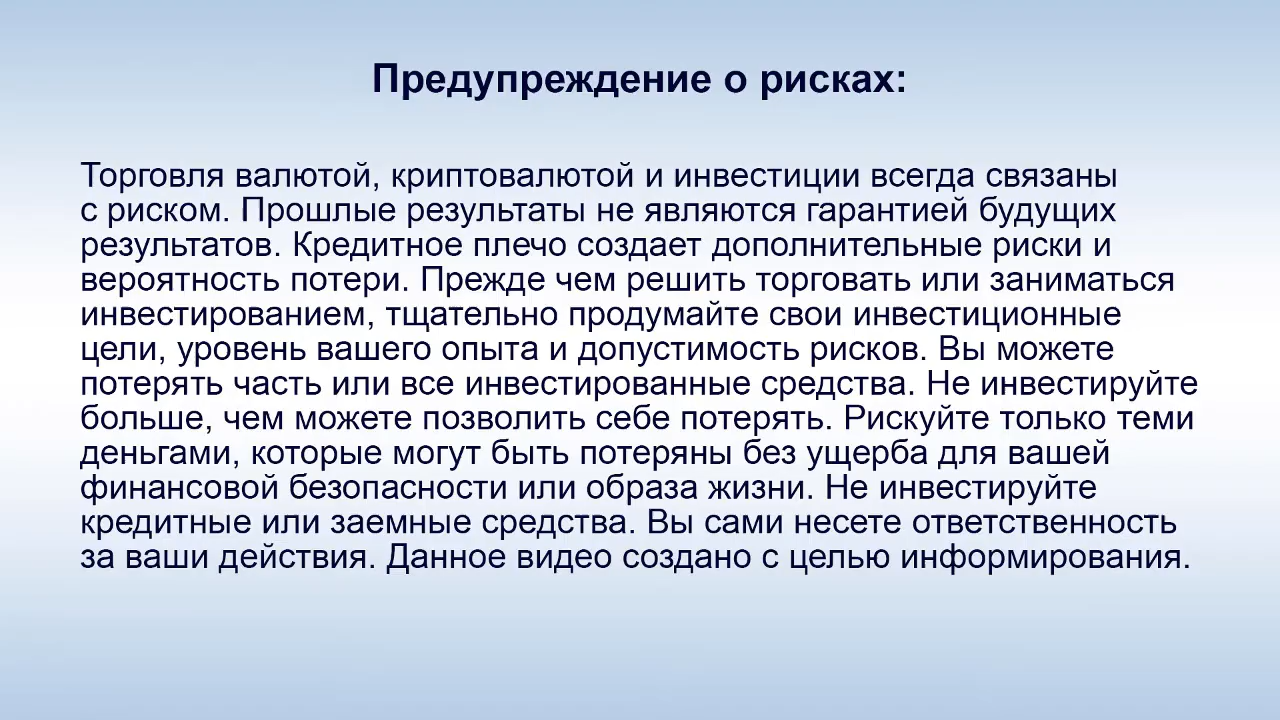 Предупреждение о рисках:
Торговля валютой, криптовалютой и инвестиции всегда связаны
с риском. Прошлые результаты не являются гарантией будущих
результатов. Кредитное плечо создает дополнительные риски и
вероятность потери. Прежде чем решить торговать или заниматься
инвестированием, тщательно продумайте свои инвестиционные
цели, уровень вашего опыта и допустимость рисков. Вы можете
потерять часть или все инвестированные средства. Не инвестируйте
больше, чем можете позволить себе потерять. Рискуйте только теми
деньгами, которые могут быть потеряны без ущерба для вашей
финансовой безопасности или образа жизни. Не инвестируйте
кредитные или заемные средства. Вы сами несете ответственность
за ваши действия. Данное видео создано с целью информирования.